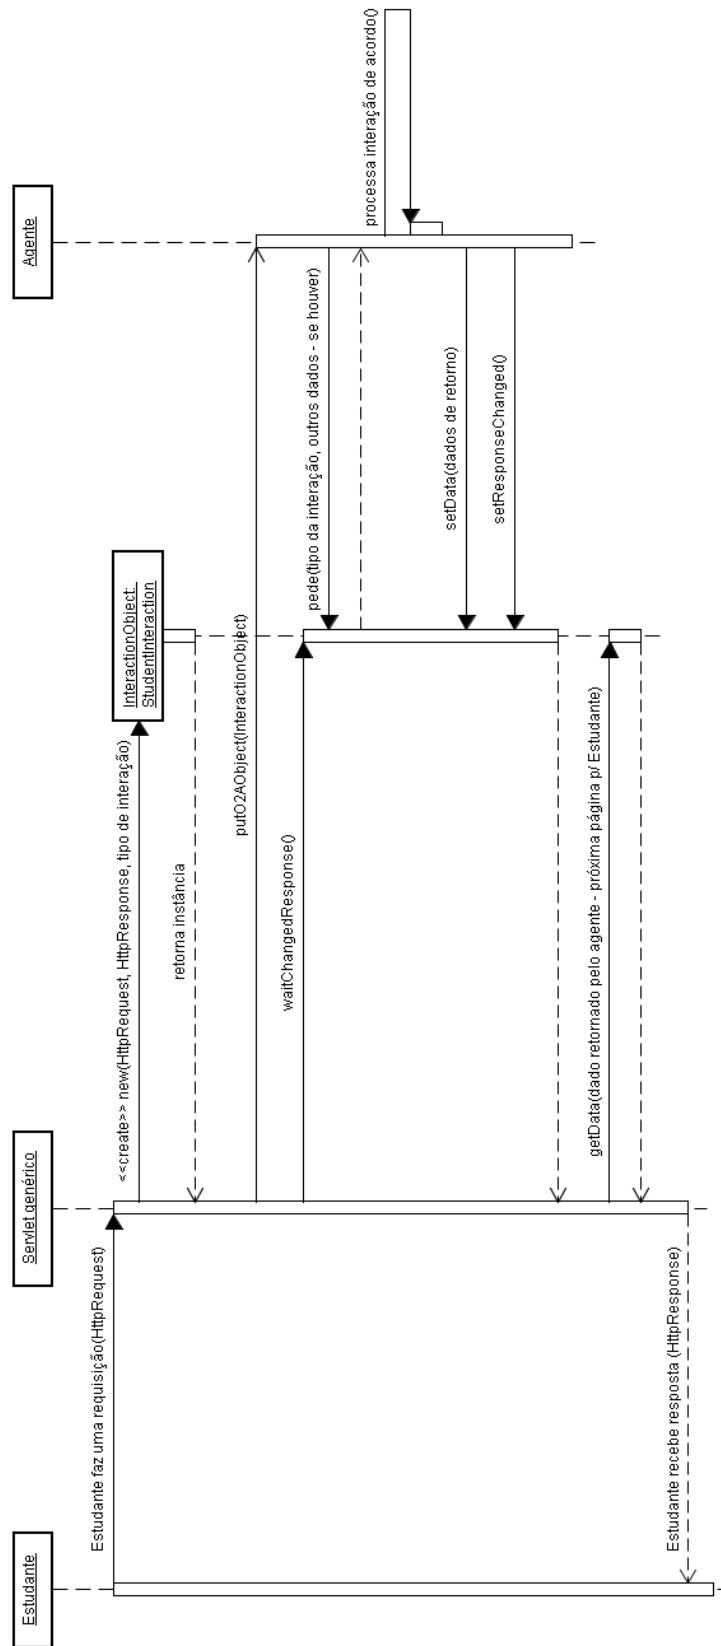 Estudante
Servlet genérico
InteractionObject:
StudentInteraction
Agente
Estudante faz uma requisição(HttpRequest)
<<create>> new(HttpRequest, HttpResponse, tipo de interação)
retorna instância
putO2AObject(InteractionObject)
waitChangedResponse()
pede(tipo da interação, outros dados - se houver)
processa interação de acordo()
setData(dados de retorno)
setResponseChanged()
getData(dado retornado pelo agente - próxima página p/ Estudante)
Estudante recebe resposta (HttpResponse)